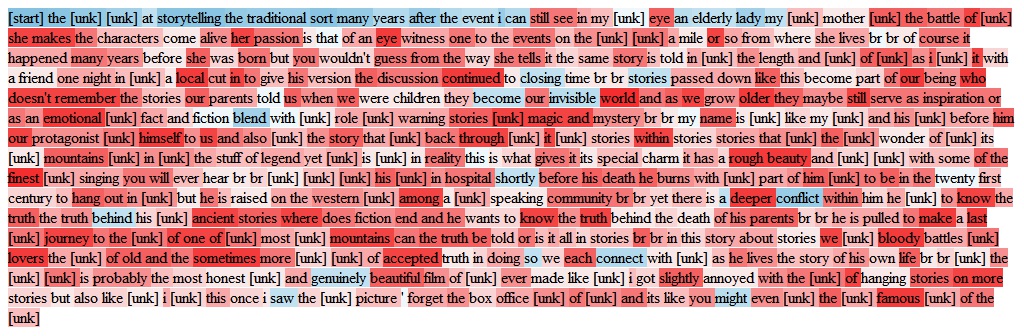 [start] the [unk] [unk] at storytelling the traditional sort many years after the event i can still see in my [unk] eye an elderly lady my [unk] mother [unk] the battle of [unk]
she makes the characters come alive her passion is that of an eye witness one to the events on the [unk] [unk] a mile or so from where she lives br br of course it
happened many years before she was born but you wouldn't guess from the way she tells it the same story is told in [unk] the length and [unk] of [unk] as i [unk] it with
a friend one night in [unk] a local cut in to give his version the discussion continued to closing time br br stories passed down like this become part of our being who
doesn't remember the stories our parents told us when we were children they become our invisible world and as we grow older they maybe still serve as inspiration or
as an emotional [unk] fact and fiction blend with [unk] role [unk] warning stories [unk] magic and mystery br br my name is [unk] like my [unk] and his [unk] before him
our protagonist [unk] himself to us and also [unk] the story that [unk] back through [unk] it [unk] stories within stories stories that [unk] the [unk] wonder of [unk] its
[unk] mountains [unk] in [unk] the stuff of legend yet [unk] is [unk] in reality this is what gives it its special charm it has a rough beauty and [unk] [unk] with some of the
finest [unk] singing you will ever hear br br [unk] [unk] [unk] his [unk] in hospital shortly before his death he burns with [unk] part of him [unk] to be in the twenty first
century to hang out in [unk] but he is raised on the western [unk] among a [unk] speaking community br br yet there is a deeper conflict within him he [unk] to know the
truth the truth behind his [unk] ancient stories where does fiction end and he wants to know the truth behind the death of his parents br br he is pulled to make a last
[unk] journey to the [unk] of one of [unk] most [unk] mountains can the truth be told or is it all in stories br br in this story about stories we [unk] bloody battles [unk]
lovers the [unk] of old and the sometimes more [unk] of accepted truth in doing so we each connect with [unk] as he lives the story of his own life br br [unk] the
[unk] [unk] is probably the most honest [unk] and genuinely beautiful film of [unk] ever made like [unk] i got slightly annoyed with the [unk] of hanging stories on more
stories but also like [unk] i [unk] this once i saw the [unk] picture ' forget the box office [unk] of [unk] and its like you might even [unk] the [unk] famous [unk] of the
[unk]